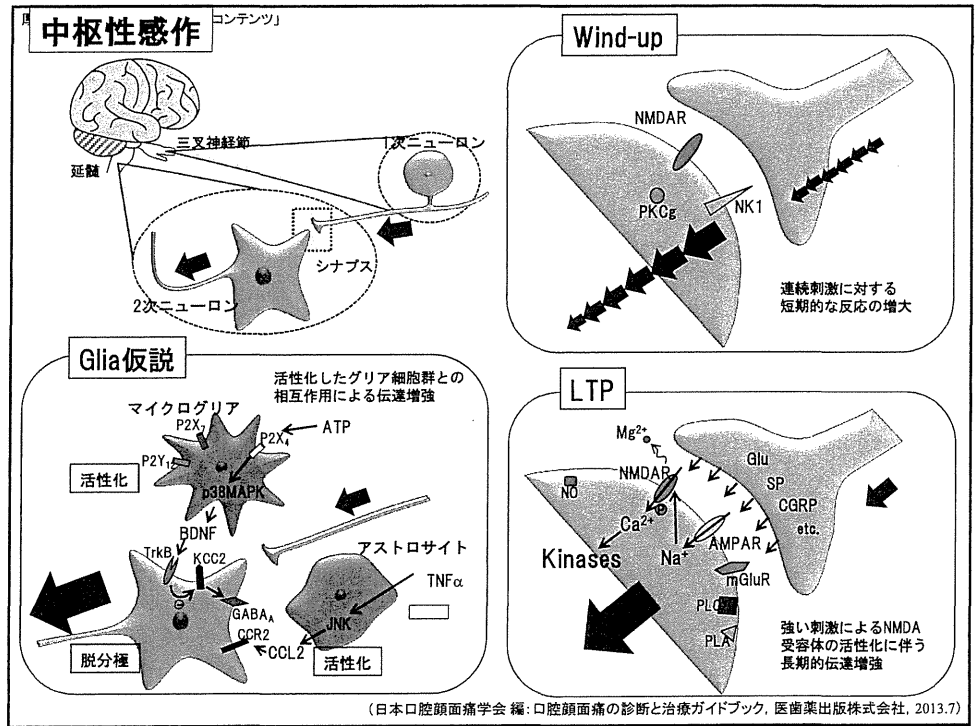 コンテンツ」
中枢性感作
三叉神経節
延髄
1次ニューロン
シナプス
2次ニューロン
Wind-up
NMDAR
PKCg
NK1
連続刺激に対する
短期的な反応の増大
Glia仮説
活性化したグリア細胞群との
相互作用による伝達増強
マイクログリア
P2X7
P2X4
ATP
P2Y12
活性化
p38MAPK
BDNF
TrkB
KCC2
アストロサイト
TNFα
GABAA
JNK
CCR2
CCL2
活性化
脱分極
LTP
Mg2+
NMDAR
Glu
SP
CGRP
etc.
NO
P
Ca2+
AMPAR
Kinases
Na+
mGluR
PLC
PLA
強い刺激によるNMDA
受容体の活性化に伴う
長期的伝達増強
(日本口腔顔面痛学会 編:口腔顔面痛の診断と治療ガイドブック, 医歯薬出版株式会社, 2013.7)